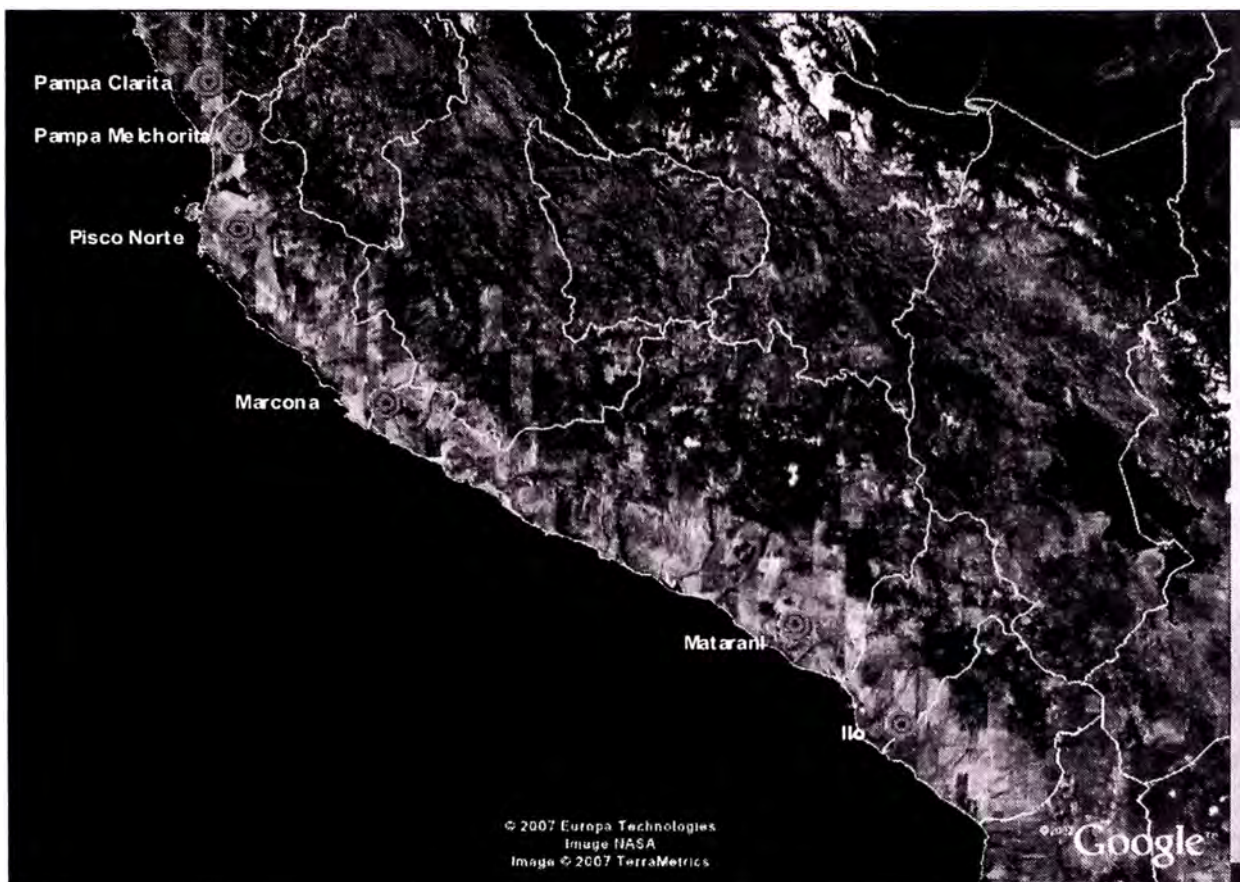 Pampa Clarita
Pampa Melchorita
Pisco Norte
Marcona
Matarani
Ilo
© 2007 Europa Technologies
Image NASA
Image © 2007 TerraMetrics
Google